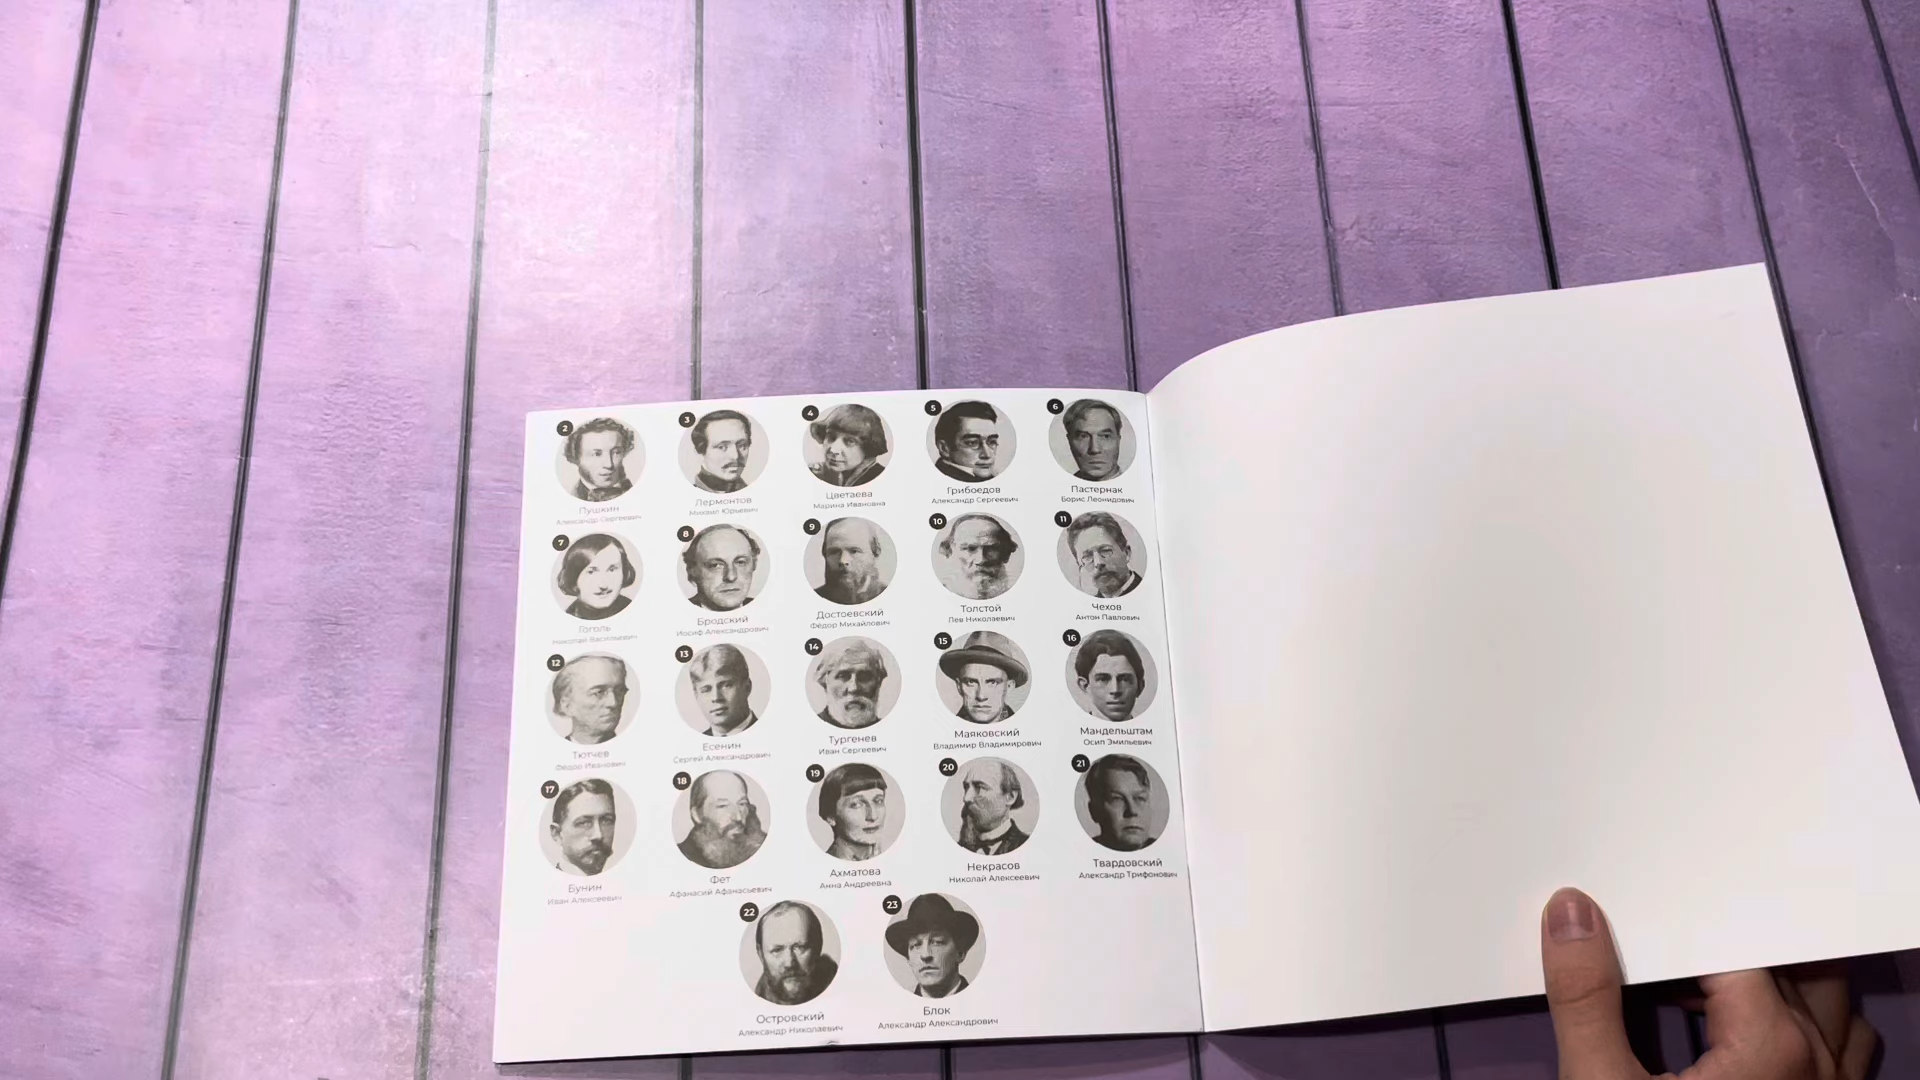 2
3
4
5
6
Пушкин
Александр Сергеевич
Лермонтов
Михаил Юрьевич
Цветаева
Марина Ивановна
Грибоедов
Александр Сергеевич
Пастернак
Борис Леонидович
7
8
9
10
11
Гоголь
Николай Васильевич
Бродский
Иосиф Александрович
Достоевский
Фёдор Михайлович
Толстой
Лев Николаевич
Чехов
Антон Павлович
12
13
14
15
16
Тютчев
Фёдор Иванович
Есенин
Сергей Александрович
Тургенев
Иван Сергеевич
Маяковский
Владимир Владимирович
Мандельштам
Осип Эмильевич
17
18
19
20
21
Бунин
Иван Алексеевич
Фет
Афанасий Афанасьевич
Ахматова
Анна Андреевна
Некрасов
Николай Алексеевич
Твардовский
Александр Трифонович
22
23
Островский
Александр Николаевич
Блок
Александр Александрович